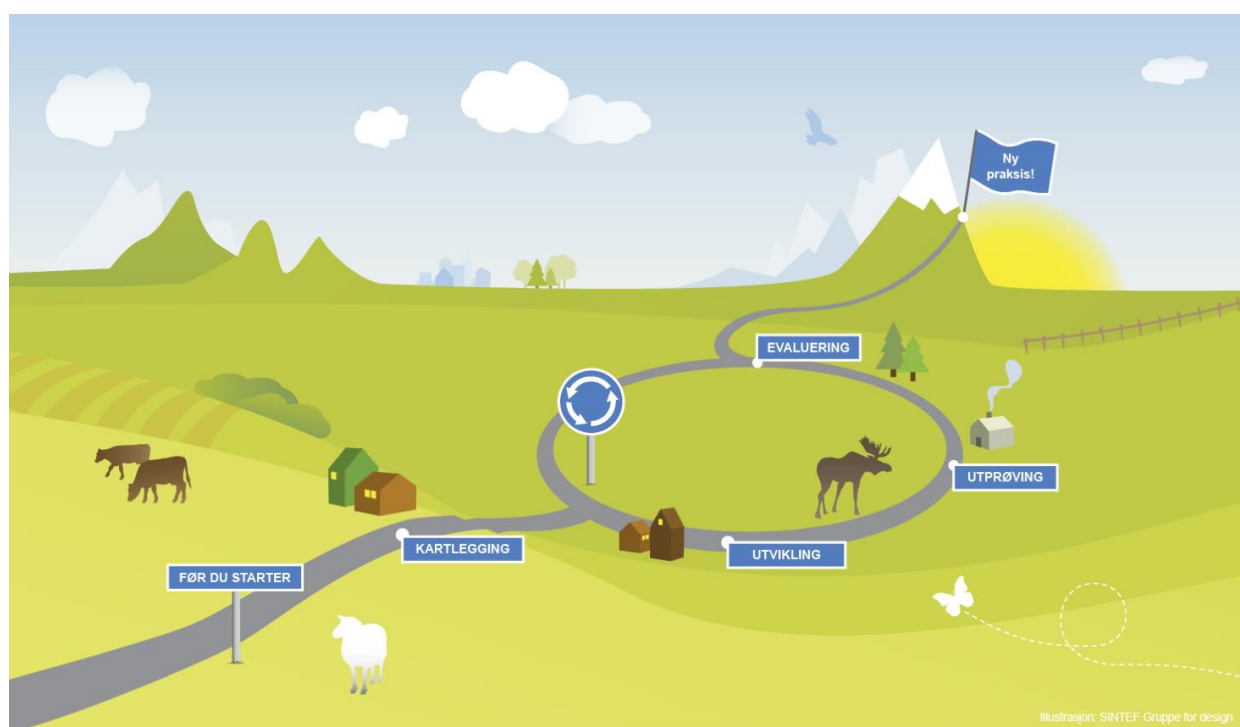 Ny
praksis!
EVALUERING
UTPRØVING
UTVIKLING
KARTLEGGING
FØR DU STARTER
Illustrasjon: SINTEF Gruppe for design